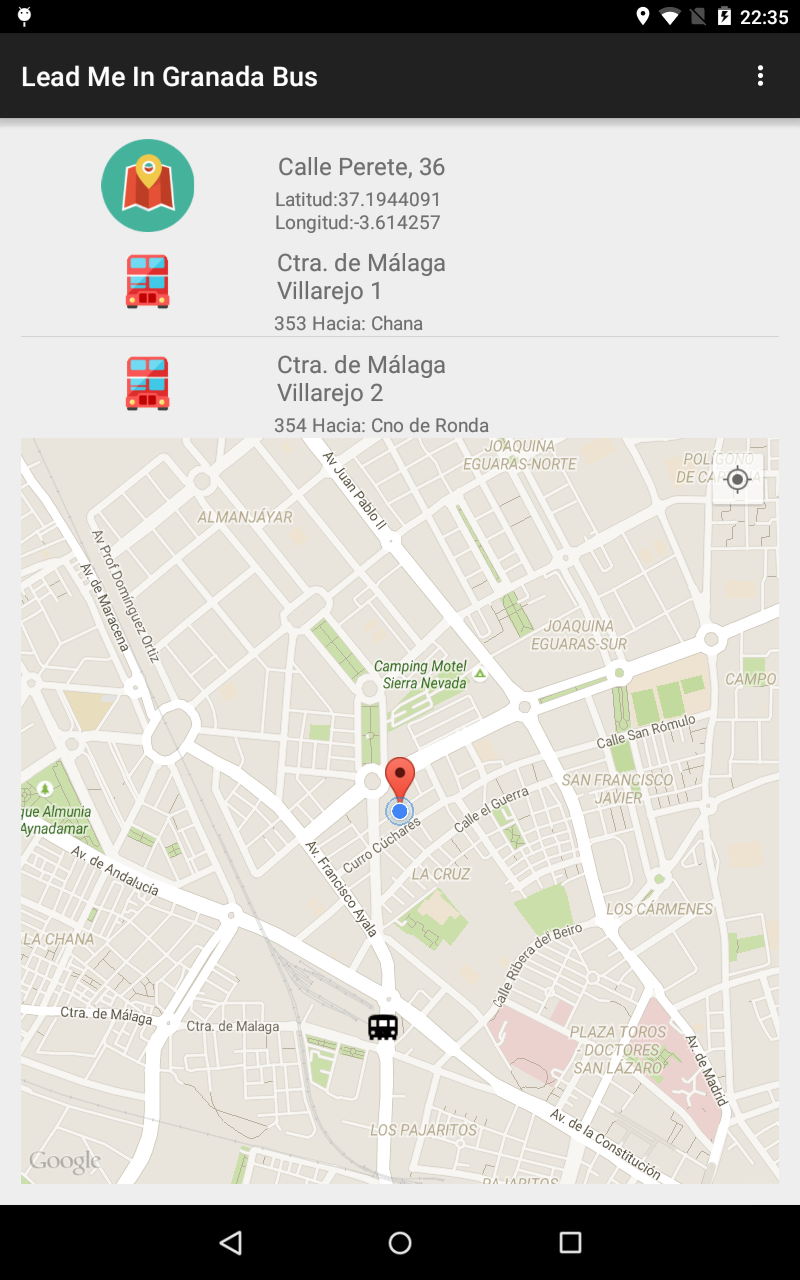 22:35
Lead Me In Granada Bus
Calle Perete, 36
Latitud:37.1944091
Longitud:-3.614257
Ctra. de Málaga
Villarejo 1
353 Hacia: Chana
Ctra. de Málaga
Villarejo 2
354 Hacia: Cno de Ronda
JOAQUINA
EGUARAS-NORTE
POLÍGONO
Av Juan Pablo II
ALMANJÁYAR
Av Prof Domínguez Ortiz
Av. de Maracena
JOAQUINA
EGUARAS-SUR
Camping Motel
Sierra Nevada
CAMPO
Calle San Rómulo
SAN FRANCISCO
JAVIER
que Almunia
Aynadamar
Calle el Guerra
Curro Cúchares
Av. Francisco Ayala
Av. de Andalucía
LA CRUZ
LOS CÁRMENES
LA CHANA
Calle Ribera del Beiro
Ctra. de Málaga
Ctra. de Malaga
PLAZA TOROS
- DOCTORES
SAN LÁZARO
Av. de Madrid
LOS PAJARITOS
Av. de la Constitución
PAJARITOS
Google